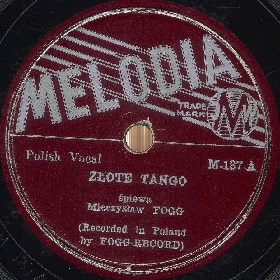 MELODIA
TRADE
MARK
M
Polish Vocal
M-187-A
ZŁOTE TANGO
śpiewa
Mieczysław FOGG
(Recorded in Poland
by FOGG-RECORD)